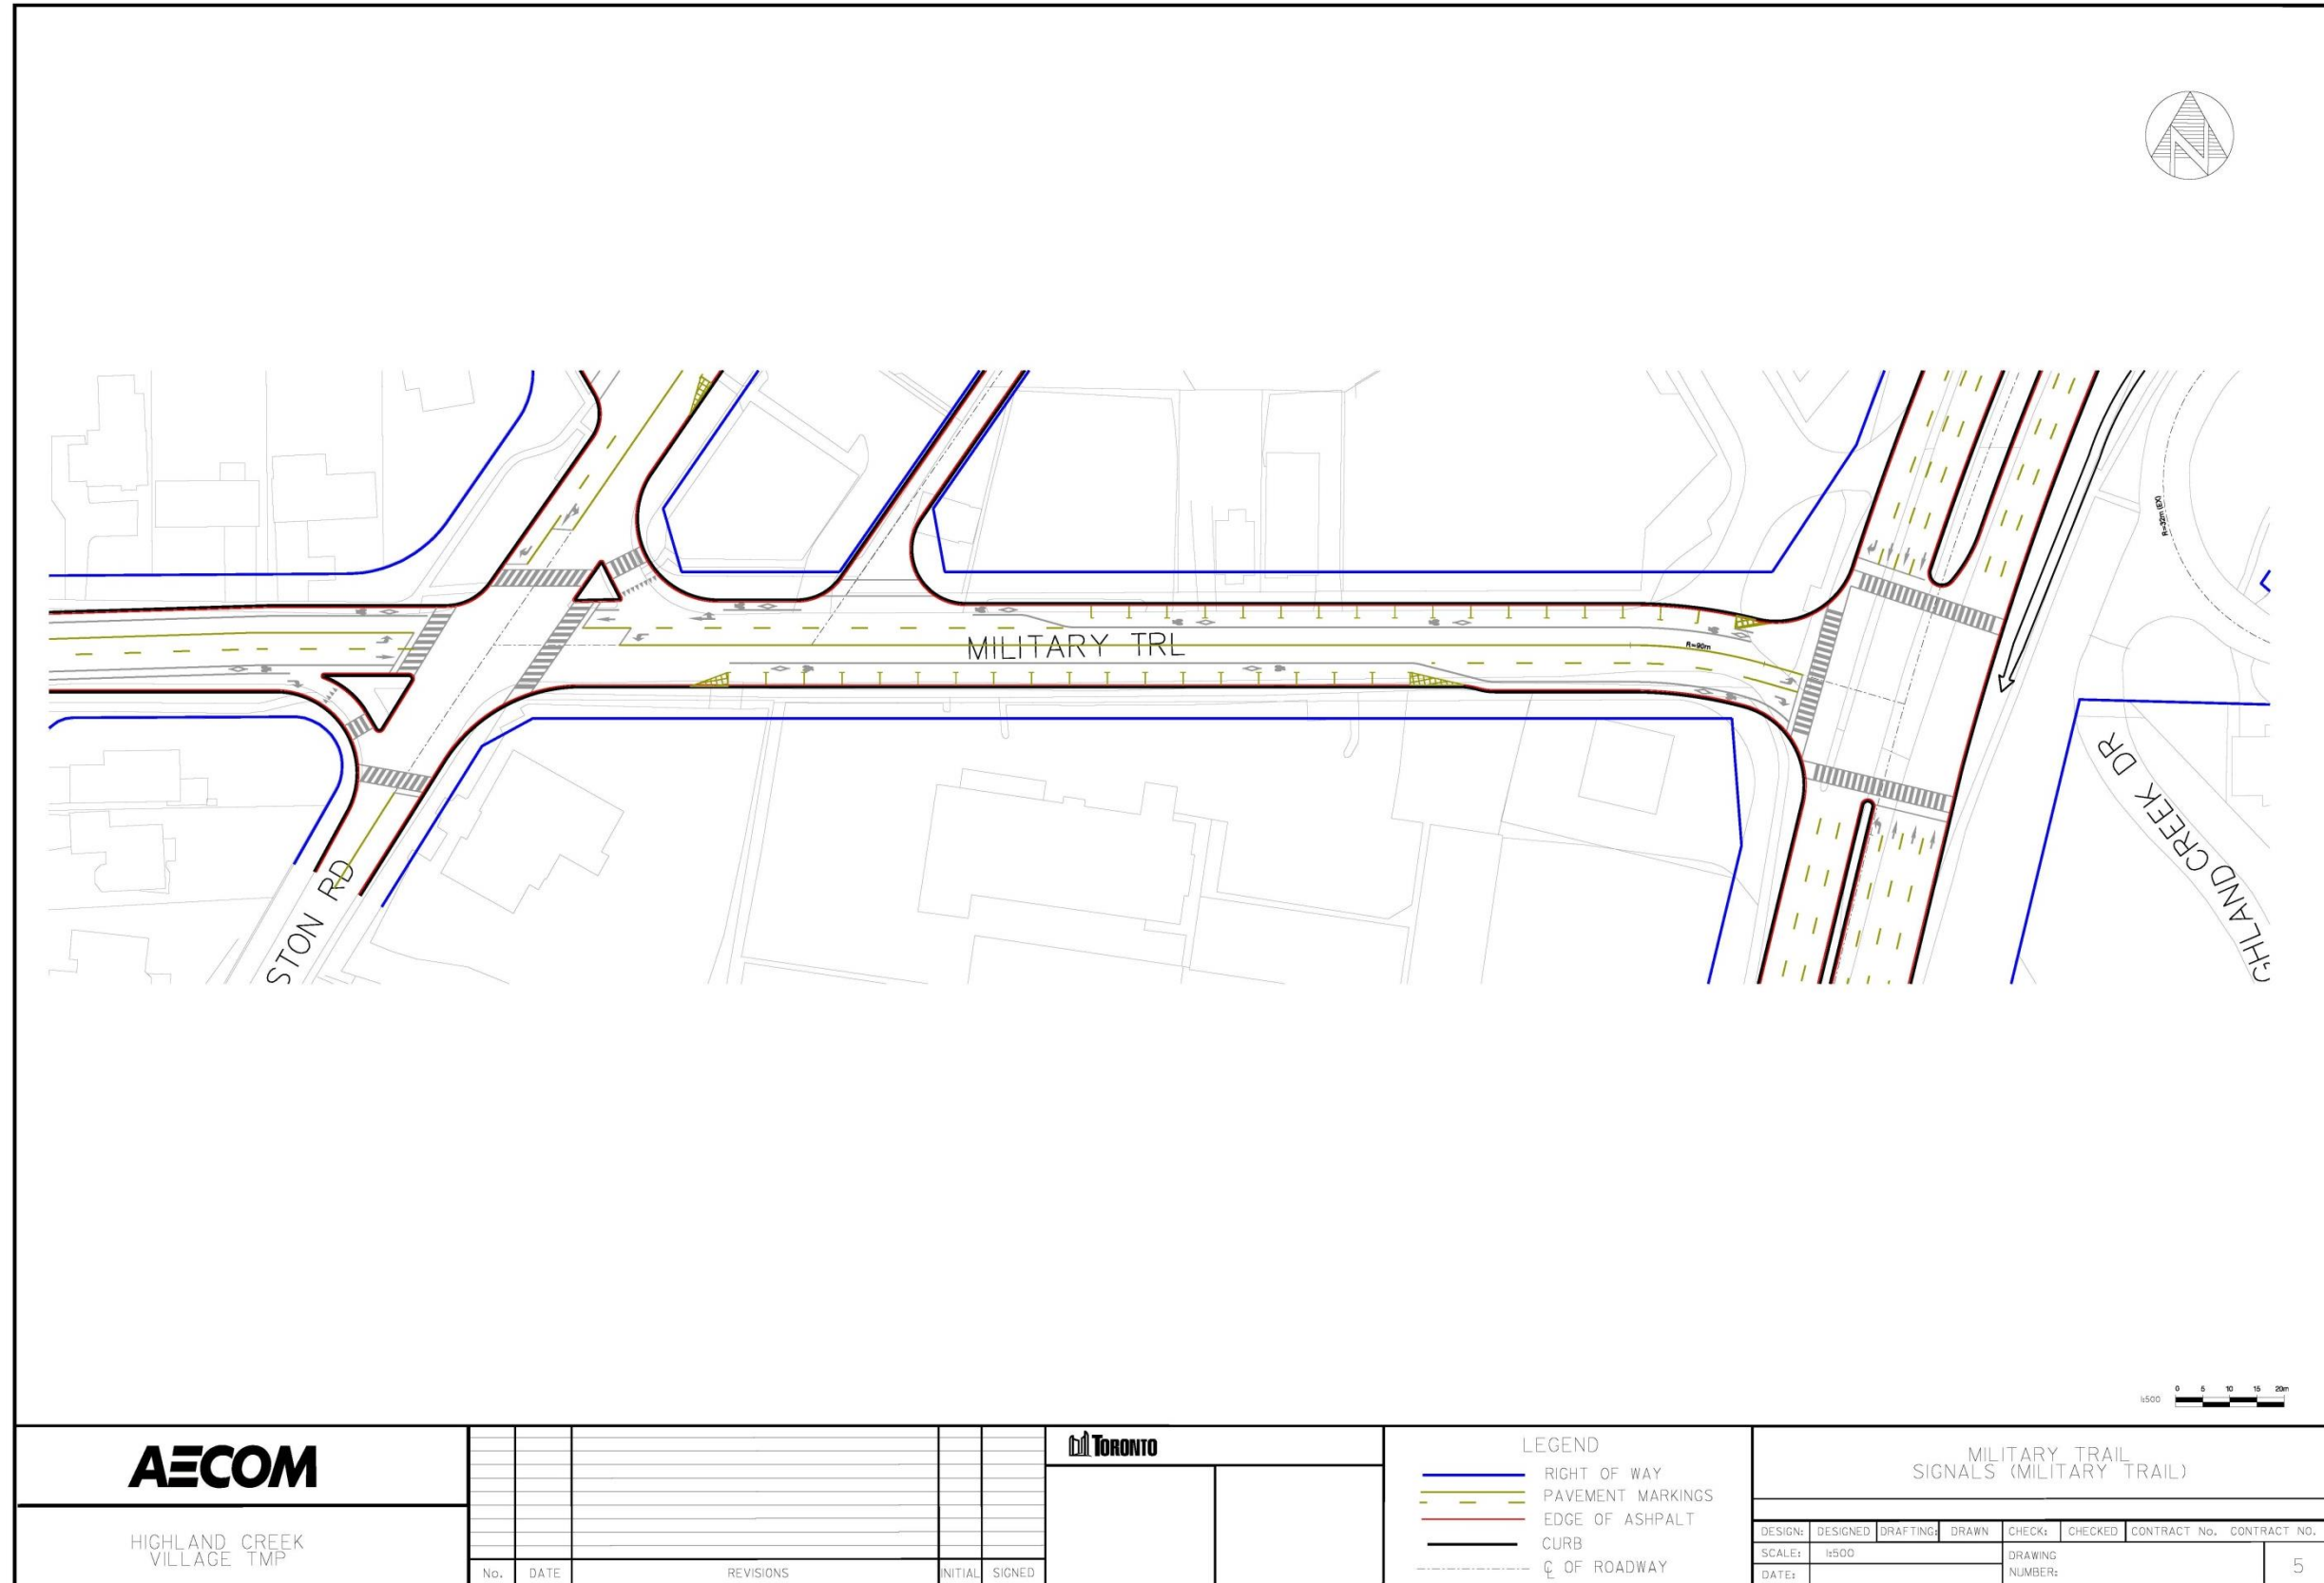 R=32m (EX)
MILITARY TRL
R=90m
HIGHLAND CREEK DR
STON RD
0 5 10 15 20m
1:500
AECOM
HIGHLAND CREEK
VILLAGE TMP
No. DATE REVISIONS INITIAL SIGNED
TORONTO
LEGEND
RIGHT OF WAY
PAVEMENT MARKINGS
EDGE OF ASHPALT
CURB
℄ OF ROADWAY
MILITARY TRAIL
SIGNALS (MILITARY TRAIL)
DESIGN: DESIGNED DRAFTING: DRAWN CHECK: CHECKED CONTRACT No. CONTRACT NO.
SCALE: 1:500
DATE:
DRAWING
NUMBER:
5